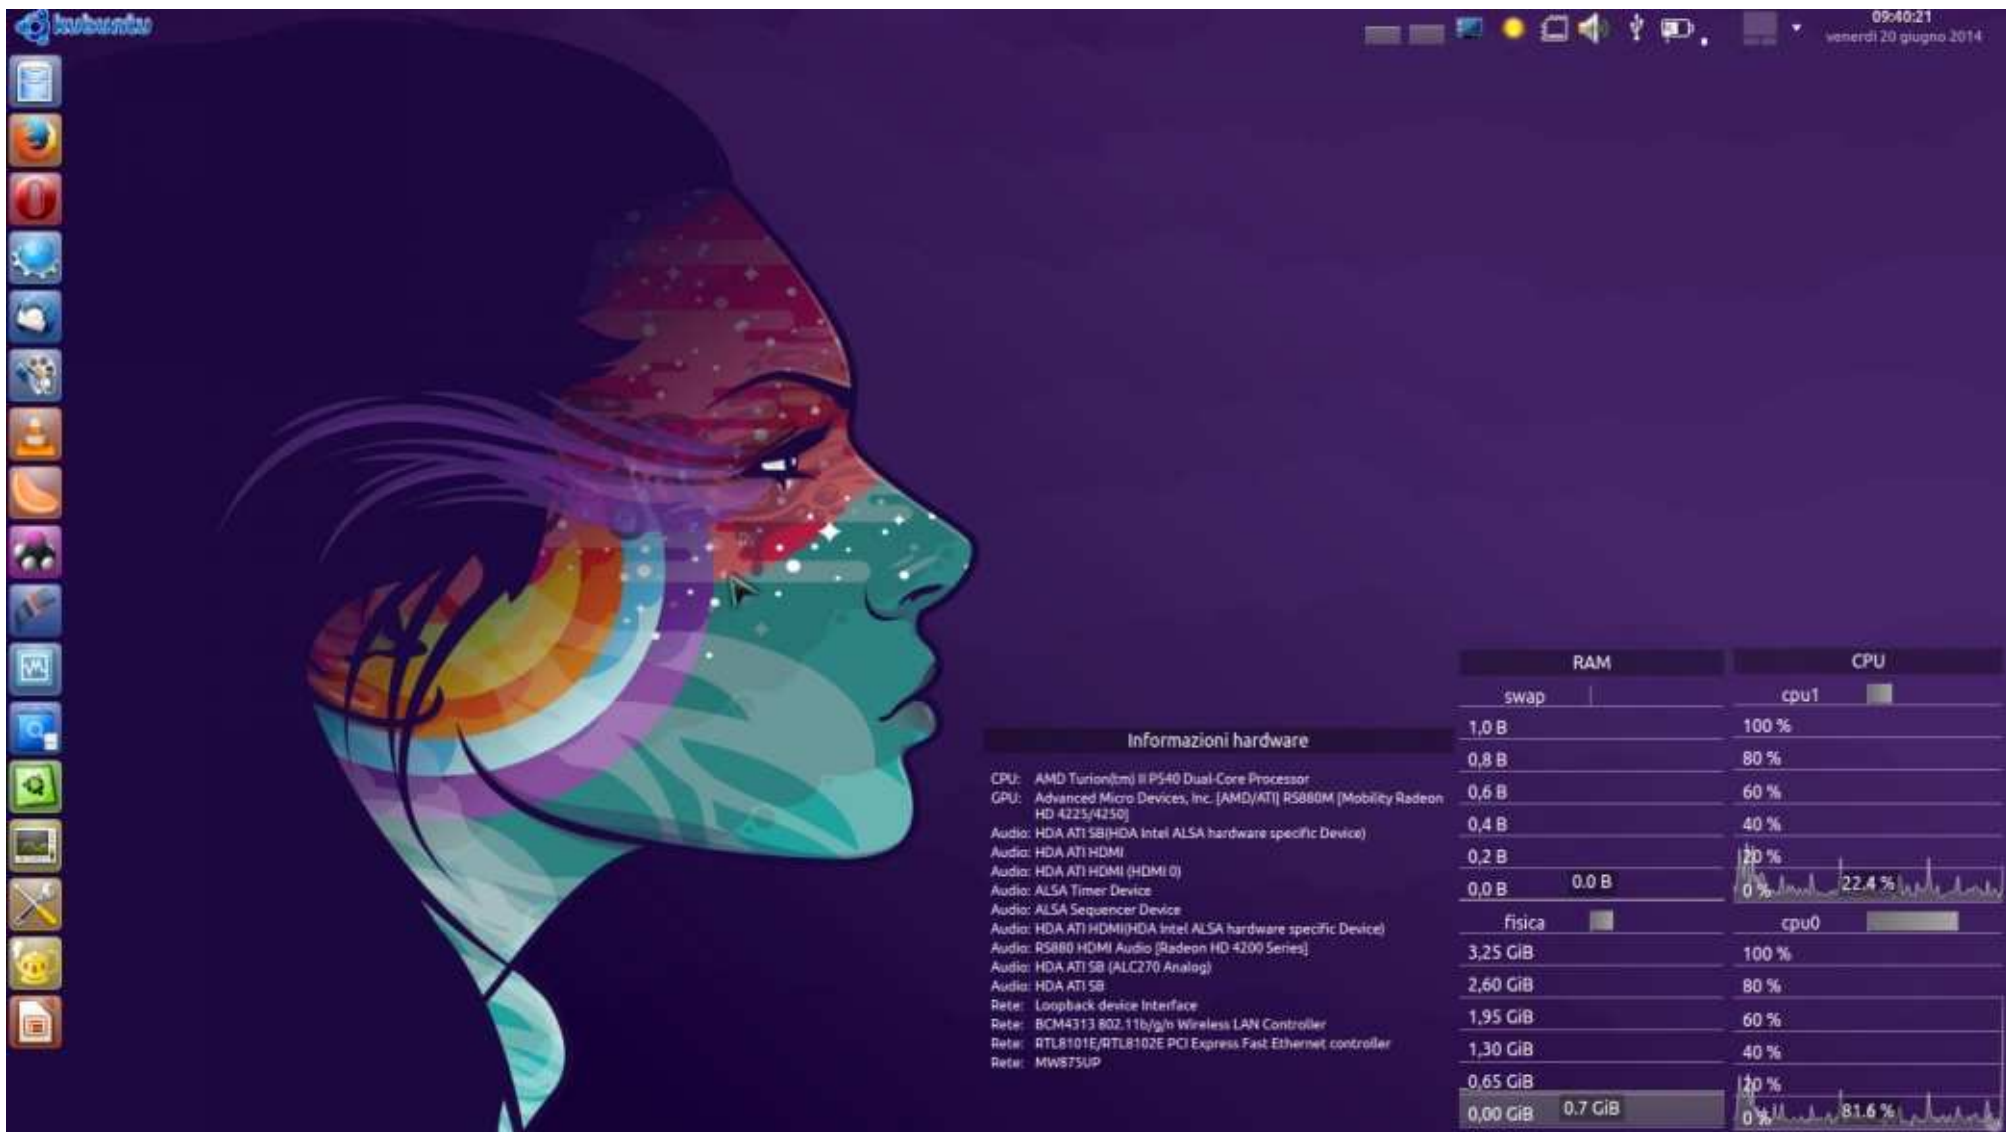 kubuntu
09:40:21
venerdì 20 giugno 2014
Informazioni hardware
CPU: AMD Turion(tm) II P540 Dual-Core Processor
GPU: Advanced Micro Devices, Inc. [AMD/ATI] RS880M [Mobility Radeon
HD 4225/4250]
Audio: HDA ATI SB(HDA Intel ALSA hardware specific Device)
Audio: HDA ATI HDMI
Audio: HDA ATI HDMI (HDMI 0)
Audio: ALSA Timer Device
Audio: ALSA Sequencer Device
Audio: HDA ATI HDMI(HDA Intel ALSA hardware specific Device)
Audio: RS880 HDMI Audio [Radeon HD 4200 Series]
Audio: HDA ATI SB (ALC270 Analog)
Audio: HDA ATI SB
Rete: Loopback device Interface
Rete: BCM4313 802.11b/g/n Wireless LAN Controller
Rete: RTL8101E/RTL8102E PCI Express Fast Ethernet controller
Rete: MW875UP
RAM
swap
1,0 B
0,8 B
0,6 B
0,4 B
0,2 B
0,0 B 0.0 B
fisica
3,25 GiB
2,60 GiB
1,95 GiB
1,30 GiB
0,65 GiB
0,00 GiB 0.7 GiB
CPU
cpu1
100 %
80 %
60 %
40 %
20 %
0 % 22.4 %
cpu0
100 %
80 %
60 %
40 %
20 %
0 % 81.6 %